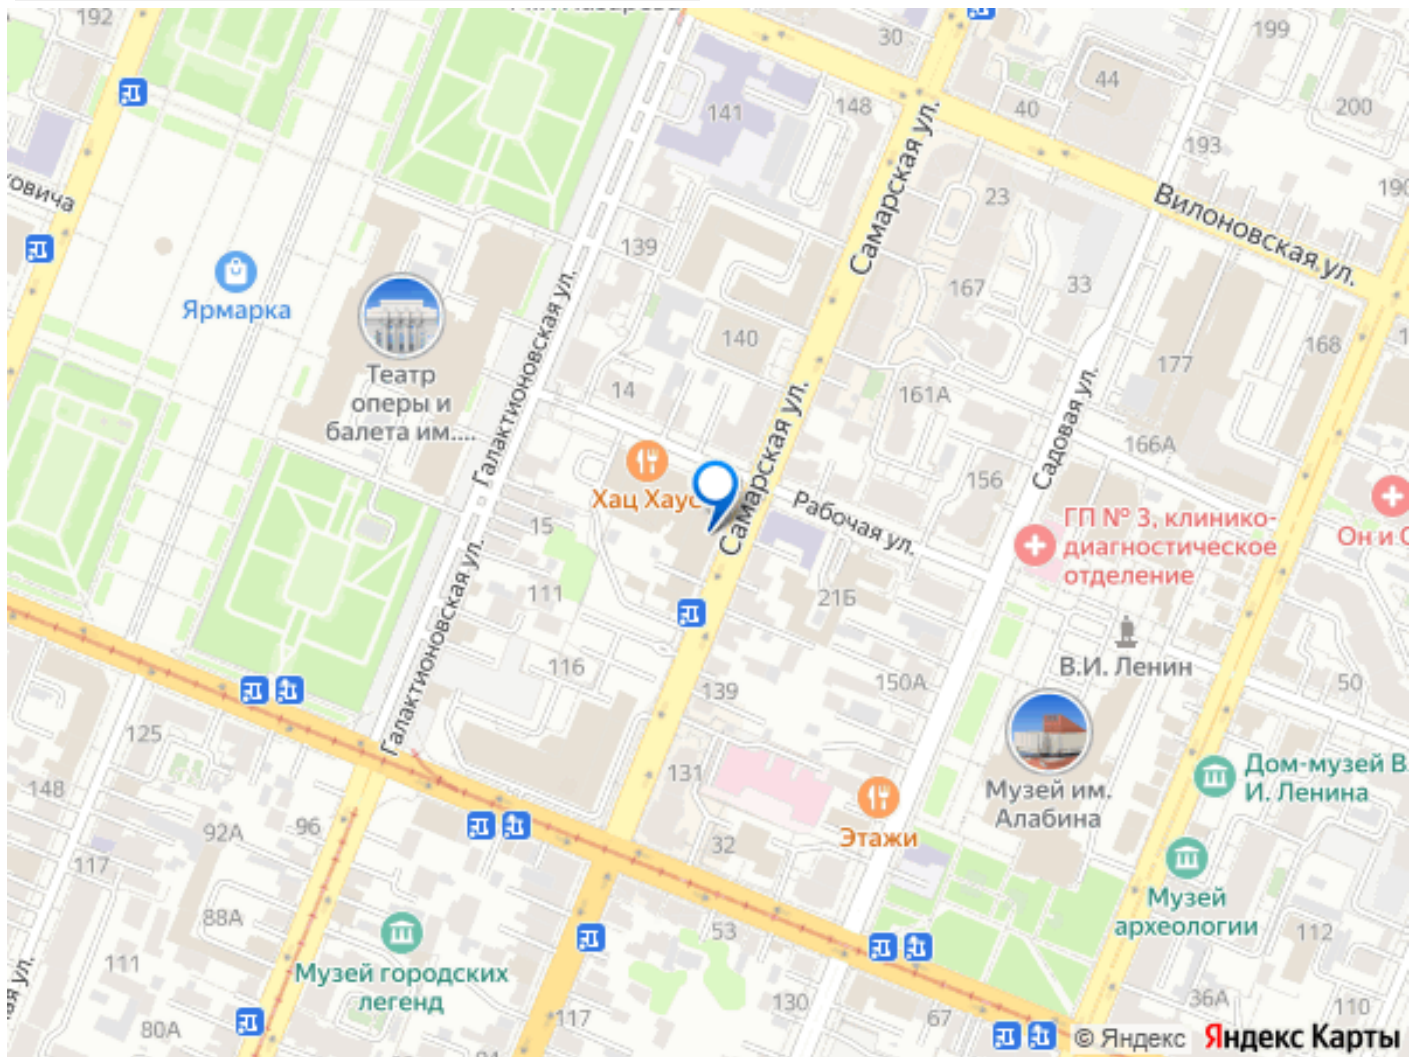 192
30
199
44
200
148
40
141
193
190
овича
Самарская ул.
23
Вилоновская ул.
139
Ярмарка
167
33
Галактионовская ул.
140
177
168
Театр
оперы и
балета им....
14
161А
Садовая ул.
166А
Самарская ул.
Хац Хаус
156
Рабочая ул.
15
ГП № 3, клинико-
диагностическое
отделение
Он и О
111
21Б
Галактионовская ул.
116
В.И. Ленин
139
150А
50
125
131
Музей им.
Алабина
Дом-музей В.
И. Ленина
148
92А
96
32
Этажи
117
88А
53
Музей
археологии
112
111
Музей городских
легенд
ул.
130
36А
110
80А
117
67
© Яндекс Яндекс Карты